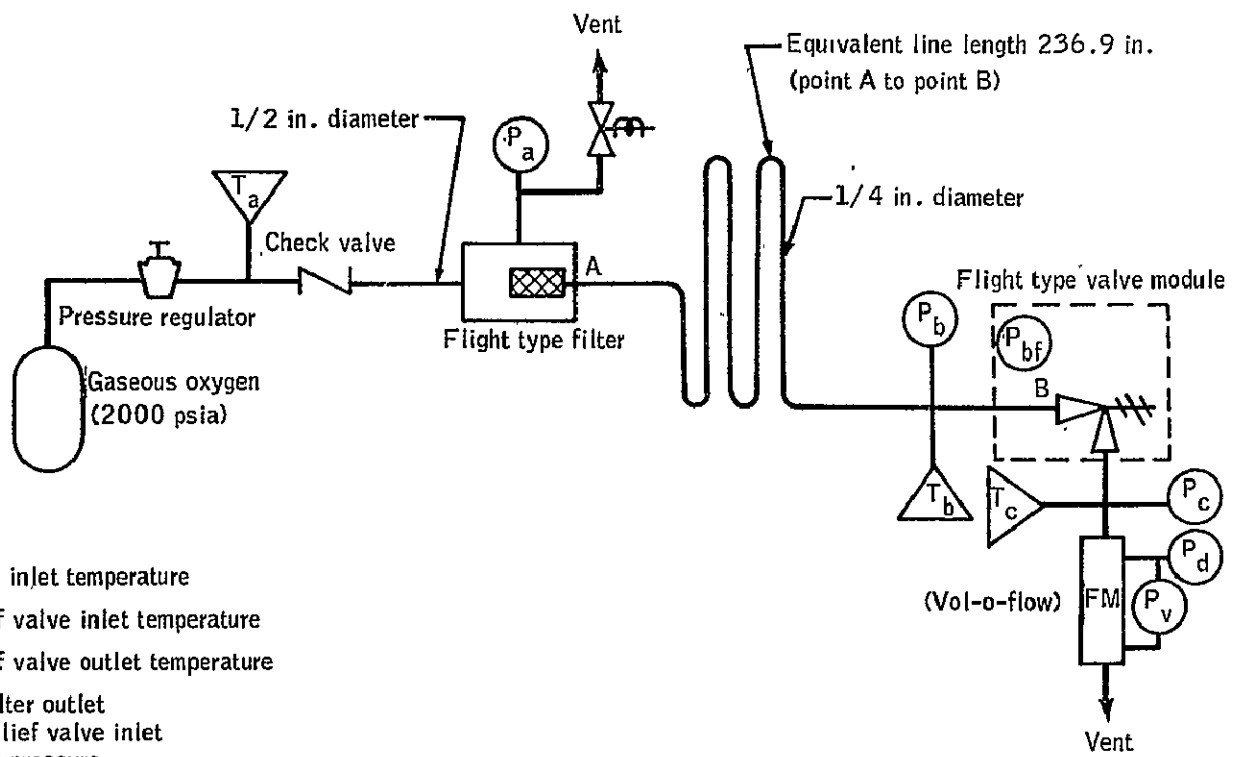 Vent
Equivalent line length 236.9 in.
(point A to point B)
1/2 in. diameter
P a
T a
1/4 in. diameter
Check valve
A
Flight type valve module
Pressure regulator
Flight type filter
P b
P bf
B
Gaseous oxygen
(2000 psia)
T b
T c
P c
P d
inlet temperature
(Vol-o-flow)
FM
P v
valve inlet temperature
valve outlet temperature
outlet
valve inlet
Vent